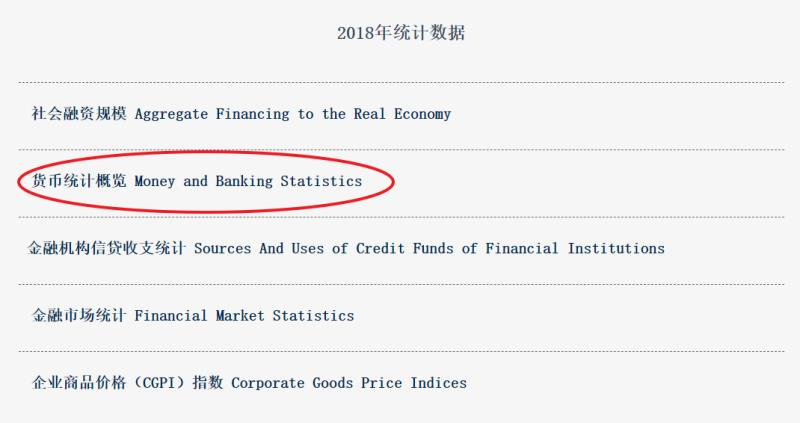 2018年统计数据
社会融资规模 Aggregate Financing to the Real Economy
货币统计概览 Money and Banking Statistics
金融机构信贷收支统计 Sources And Uses of Credit Funds of Financial Institutions
金融市场统计 Financial Market Statistics
企业商品价格（CGPI）指数 Corporate Goods Price Indices